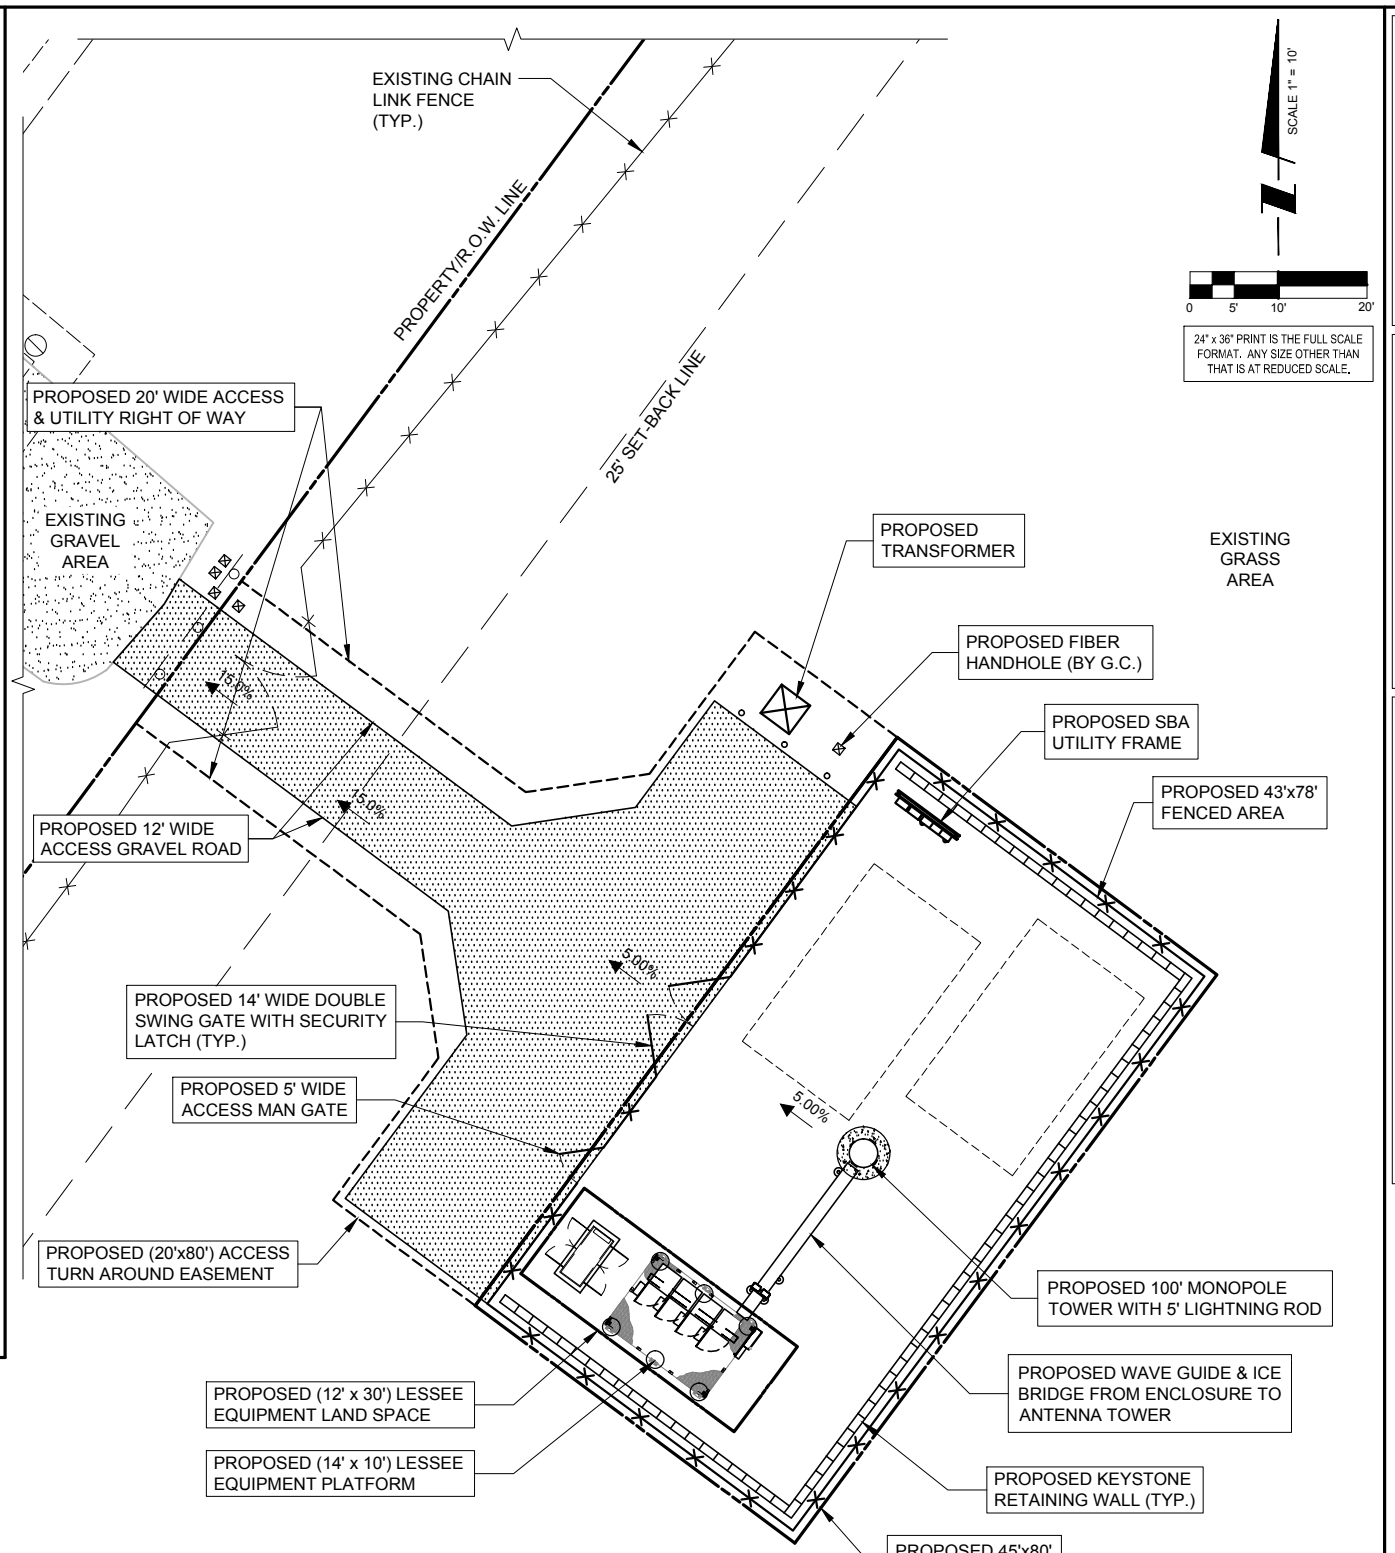 EXISTING CHAIN
LINK FENCE
(TYP.)
SCALE 1" = 10'
N
0 5' 10' 20'
24" x 36" PRINT IS THE FULL SCALE
FORMAT. ANY SIZE OTHER THAN
THAT IS AT REDUCED SCALE.
PROPERTY/R.O.W. LINE
25' SET-BACK LINE
PROPOSED 20' WIDE ACCESS
& UTILITY RIGHT OF WAY
EXISTING
GRAVEL
AREA
PROPOSED
TRANSFORMER
EXISTING
GRASS
AREA
PROPOSED FIBER
HANDHOLE (BY G.C.)
15.0%
PROPOSED SBA
UTILITY FRAME
15.0%
PROPOSED 43'x78'
FENCED AREA
PROPOSED 12' WIDE
ACCESS GRAVEL ROAD
5.00%
PROPOSED 14' WIDE DOUBLE
SWING GATE WITH SECURITY
LATCH (TYP.)
PROPOSED 5' WIDE
ACCESS MAN GATE
5.00%
PROPOSED (20'x80') ACCESS
TURN AROUND EASEMENT
PROPOSED 100' MONOPOLE
TOWER WITH 5' LIGHTNING ROD
PROPOSED WAVE GUIDE & ICE
BRIDGE FROM ENCLOSURE TO
ANTENNA TOWER
PROPOSED (12' x 30') LESSEE
EQUIPMENT LAND SPACE
PROPOSED (14' x 10') LESSEE
EQUIPMENT PLATFORM
PROPOSED KEYSTONE
RETAINING WALL (TYP.)
PROPOSED 45'x80'